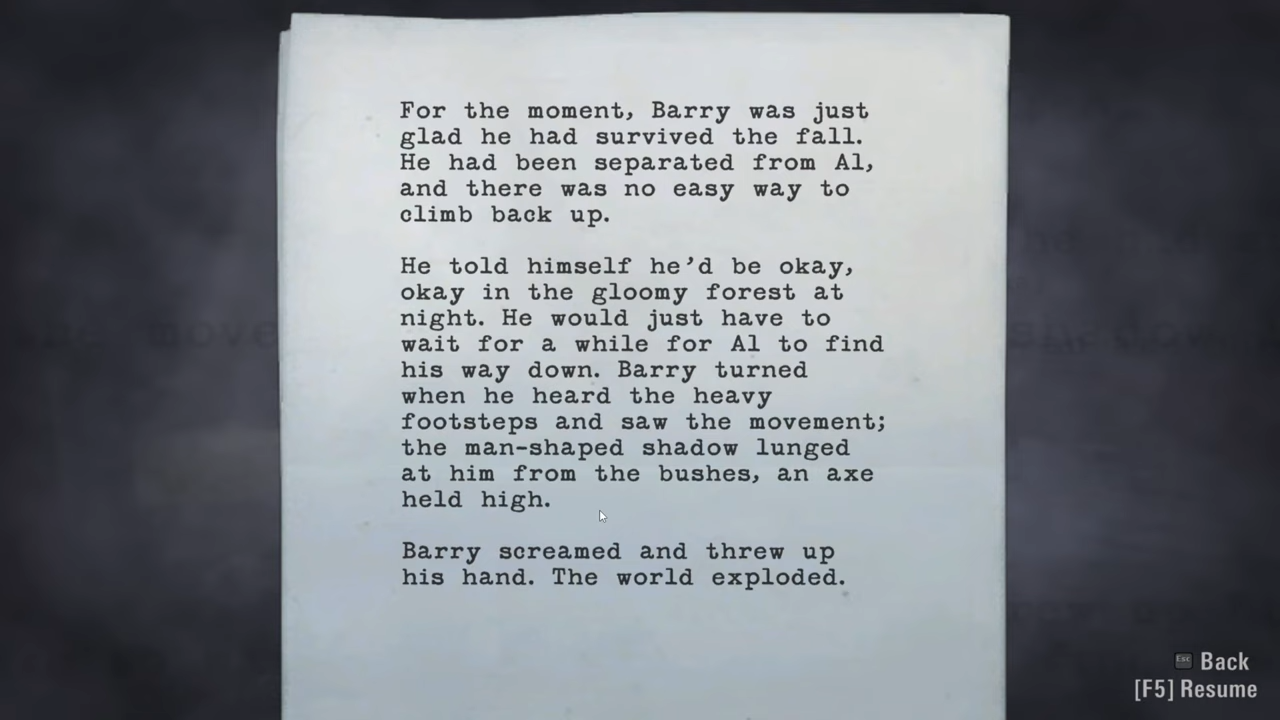 For the moment, Barry was just
glad he had survived the fall.
He had been separated from Al,
and there was no easy way to
climb back up.
He told himself he'd be okay,
okay in the gloomy forest at
night. He would just have to
wait for a while for Al to find
his way down. Barry turned
when he heard the heavy
footsteps and saw the movement;
the man-shaped shadow lunged
at him from the bushes, an axe
held high.
Barry screamed and threw up
his hand. The world exploded.
Esc Back
[F5] Resume